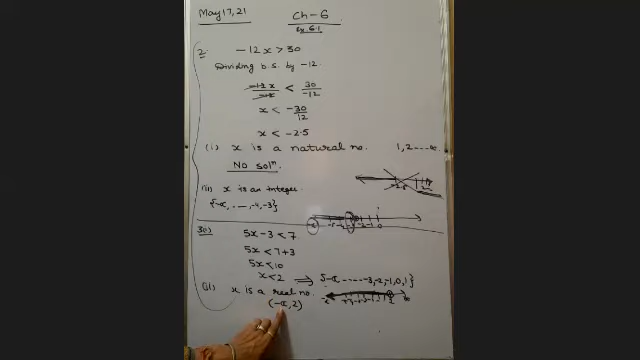 May 17, 21
Ch-6
Ex. 6.1
2. -12x > 30
Dividing b.s. by -12
-12x/-12 < 30/-12
x < -30/12
x < -2.5
(i) x is a natural no. 1, 2 ---- ∞
No solⁿ
(ii) x is an integer
{-∞, ---, -4, -3}
5x - 3 < 7
5x < 7 + 3
5x < 10
x < 2 ⇒ {-∞, ------ -3, -2, -1, 0, 1}
x is a real no.
(-∞, 2)